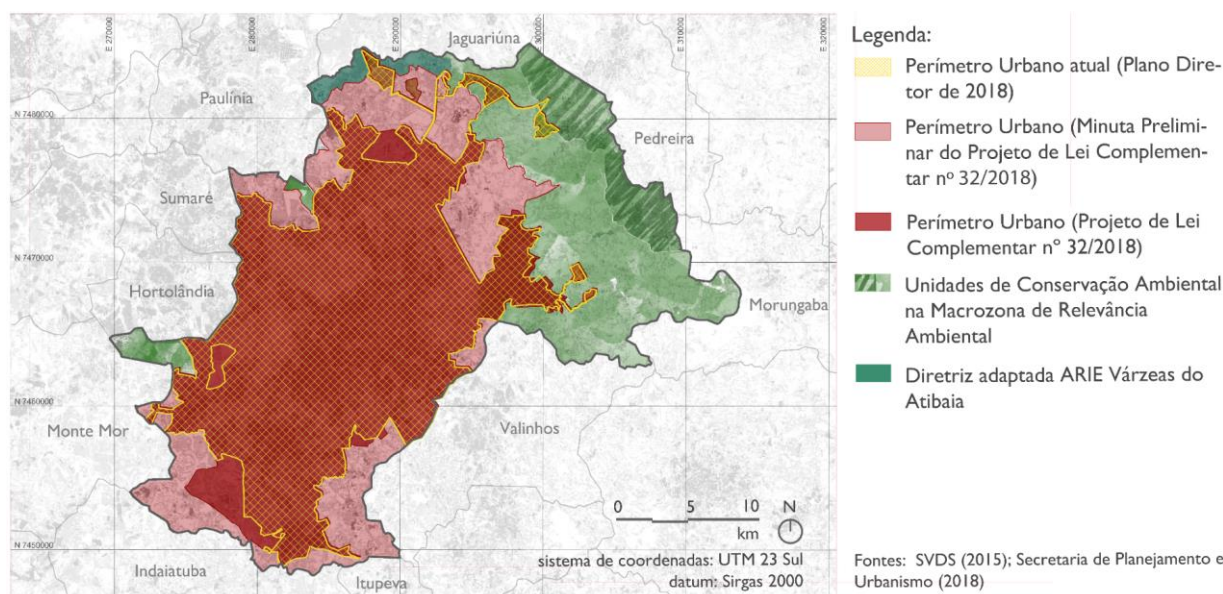 E 270000
E 280000
E 290000
E 300000
E 310000
E 320000
N 7480000
N 7470000
N 7460000
N 7450000
Jaguariúna
Paulínia
Pedreira
Sumaré
Hortolândia
Morungaba
Monte Mor
Valinhos
Indaiatuba
Itupeva
0 5 10
km
N
sistema de coordenadas: UTM 23 Sul
datum: Sirgas 2000
Legenda:
Perímetro Urbano atual (Plano Dire-
tor de 2018)
Perímetro Urbano (Minuta Prelimi-
nar do Projeto de Lei Complemen-
tar nº 32/2018)
Perímetro Urbano (Projeto de Lei
Complementar nº 32/2018)
Unidades de Conservação Ambiental
na Macrozona de Relevância
Ambiental
Diretriz adaptada ARIE Várzeas do
Atibaia
Fontes: SVDS (2015); Secretaria de Planejamento e
Urbanismo (2018)